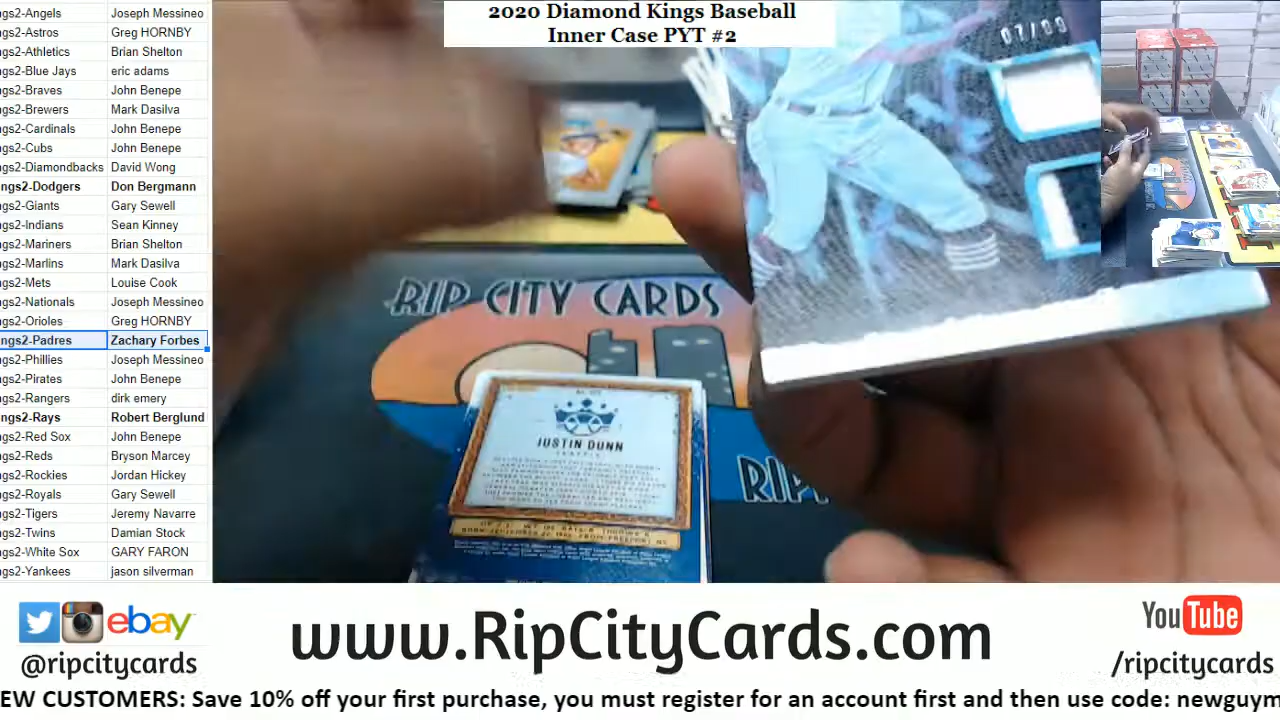 2020 Diamond Kings Baseball
Inner Case PYT #2
ngs2-Angels Joseph Messineo
ngs2-Astros Greg HORNBY
ngs2-Athletics Brian Shelton
ngs2-Blue Jays eric adams
ngs2-Braves John Benepe
ngs2-Brewers Mark Dasilva
ngs2-Cardinals John Benepe
ngs2-Cubs John Benepe
ngs2-Diamondbacks David Wong
ngs2-Dodgers Don Bergmann
ngs2-Giants Gary Sewell
ngs2-Indians Sean Kinney
ngs2-Mariners Brian Shelton
ngs2-Marlins Mark Dasilva
ngs2-Mets Louise Cook
ngs2-Nationals Joseph Messineo
ngs2-Orioles Greg HORNBY
ngs2-Padres Zachary Forbes
ngs2-Phillies Joseph Messineo
ngs2-Pirates John Benepe
ngs2-Rangers dirk emery
ngs2-Rays Robert Berglund
ngs2-Red Sox John Benepe
ngs2-Reds Bryson Marcey
ngs2-Rockies Jordan Hickey
ngs2-Royals Gary Sewell
ngs2-Tigers Jeremy Navarre
ngs2-Twins Damian Stock
ngs2-White Sox GARY FARON
ngs2-Yankees jason silverman
07/99
RIP CITY CARDS
JUSTIN DUNN
SEATTLE
RIP
ebay
@ripcitycards
www.RipCityCards.com
YouTube
/ripcitycards
EW CUSTOMERS: Save 10% off your first purchase, you must register for an account first and then use code: newguym